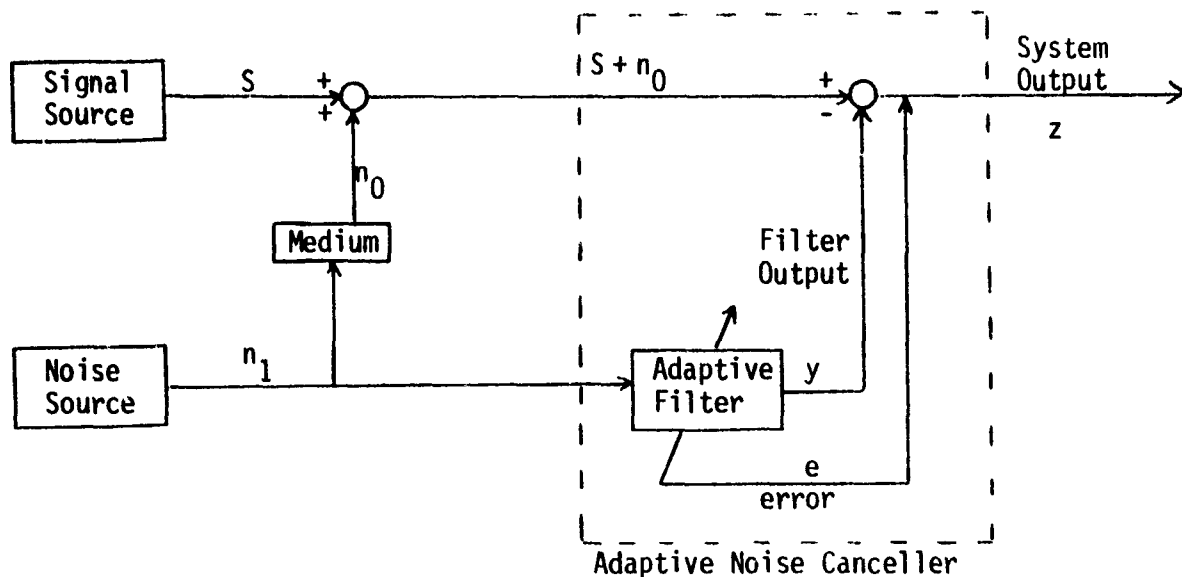 Signal
Source
S
+
+
n0
Medium
Noise
Source
n1
S + n0
+
-
System
Output
z
Filter
Output
Adaptive
Filter
y
e
error
Adaptive Noise Canceller